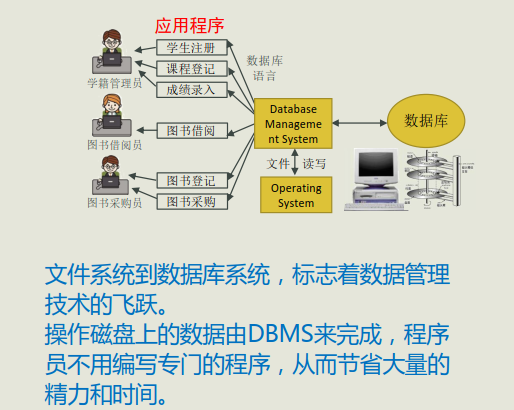 应用程序
学生注册
课程登记
成绩录入
学籍管理员
数据库
语言
图书借阅
图书借阅员
图书登记
图书采购
图书采购员
Database
Manageme
nt System
文件 读写
Operating
System
数据库
文件系统到数据库系统，标志着数据管理
技术的飞跃。
操作磁盘上的数据由DBMS来完成，程序
员不用编写专门的程序，从而节省大量的
精力和时间。